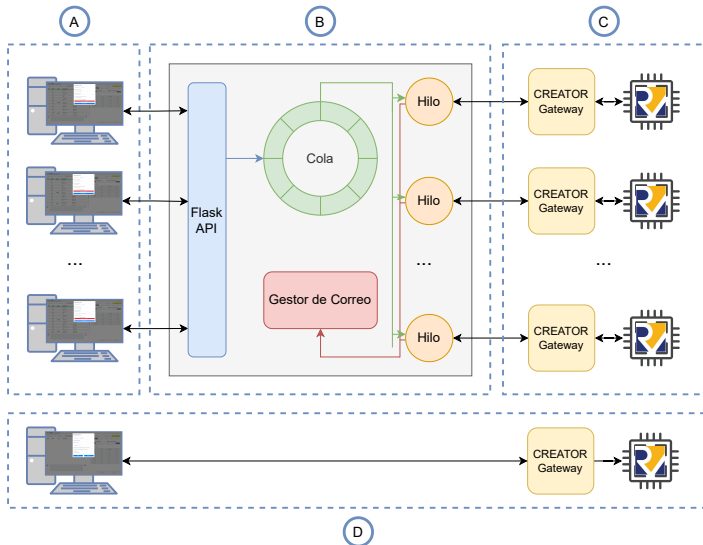 A
B
C
Flask
API
Cola
Hilo
CREATOR
Gateway
Hilo
CREATOR
Gateway
...
...
...
Gestor de Correo
Hilo
CREATOR
Gateway
CREATOR
Gateway
D